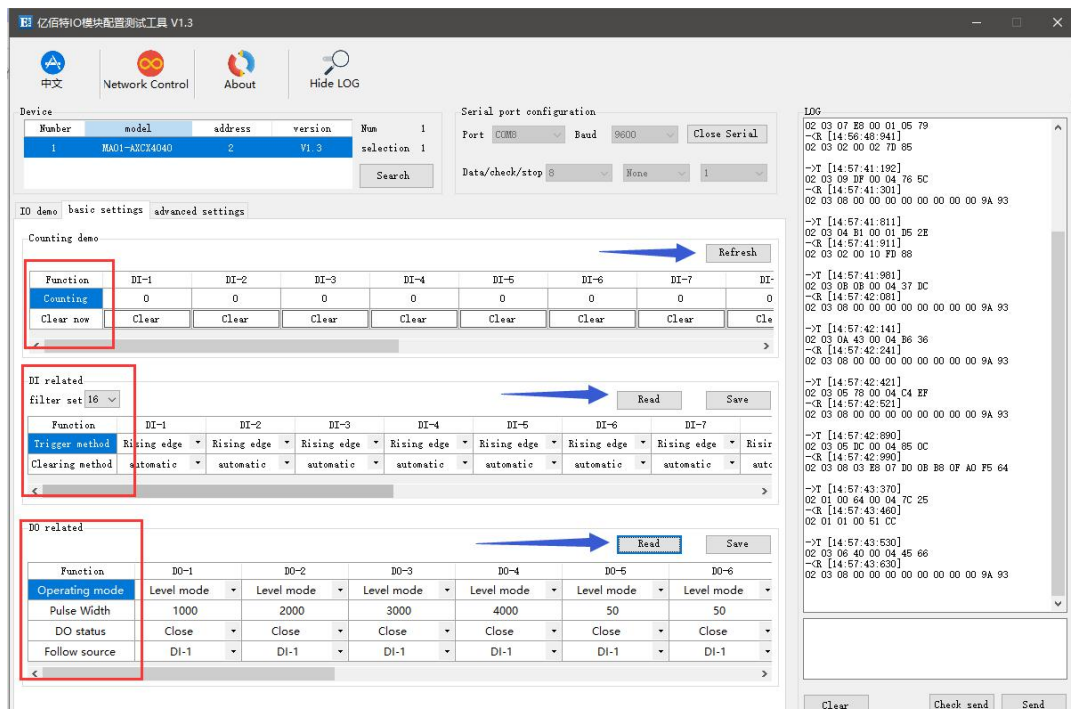 亿佰特IO模块配置测试工具 V1.3
中文 Network Control About Hide LOG
Device
Number model address version
1 MA01-AXCX4040 2 V1.3
Num 1
selection 1
Search
Serial port configuration
Port COM8 Baud 9600 Close Serial
Data/check/stop 8 None 1
IO demo basic settings advanced settings
Counting demo
Refresh
Function DI-1 DI-2 DI-3 DI-4 DI-5 DI-6 DI-7 DI-
Counting 0 0 0 0 0 0 0 0
Clear now Clear Clear Clear Clear Clear Clear Clear Cle
DI related
filter set 16 Read Save
Function DI-1 DI-2 DI-3 DI-4 DI-5 DI-6 DI-7
Trigger method Rising edge Rising edge Rising edge Rising edge Rising edge Rising edge Rising edge Risir
Clearing method automatic automatic automatic automatic automatic automatic automatic autc
DO related
Read Save
Function DO-1 DO-2 DO-3 DO-4 DO-5 DO-6
Operating mode Level mode Level mode Level mode Level mode Level mode Level mode
Pulse Width 1000 2000 3000 4000 50 50
DO status Close Close Close Close Close Close
Follow source DI-1 DI-1 DI-1 DI-1 DI-1 DI-1
LOG
02 03 07 E8 00 01 05 79
-<R [14:56:48:941]
02 03 02 00 02 7D 85
->T [14:57:41:192]
02 03 09 DF 00 04 76 5C
-<R [14:57:41:301]
02 03 08 00 00 00 00 00 00 00 00 9A 93
->T [14:57:41:811]
02 03 04 B1 00 01 D5 2E
-<R [14:57:41:911]
02 03 02 00 10 FD 88
->T [14:57:41:981]
02 03 0B 0B 00 04 37 DC
-<R [14:57:42:081]
02 03 08 00 00 00 00 00 00 00 00 9A 93
->T [14:57:42:141]
02 03 0A 43 00 04 B6 36
-<R [14:57:42:241]
02 03 08 00 00 00 00 00 00 00 00 9A 93
->T [14:57:42:421]
02 03 05 78 00 04 C4 EF
-<R [14:57:42:521]
02 03 08 00 00 00 00 00 00 00 00 9A 93
->T [14:57:42:890]
02 03 05 DC 00 04 85 0C
-<R [14:57:42:990]
02 03 08 03 E8 07 D0 0B B8 0F A0 F5 64
->T [14:57:43:370]
02 01 00 64 00 04 7C 25
-<R [14:57:43:460]
02 01 01 00 51 CC
->T [14:57:43:530]
02 03 06 40 00 04 45 66
-<R [14:57:43:630]
02 03 08 00 00 00 00 00 00 00 00 9A 93
Clear Check send Send